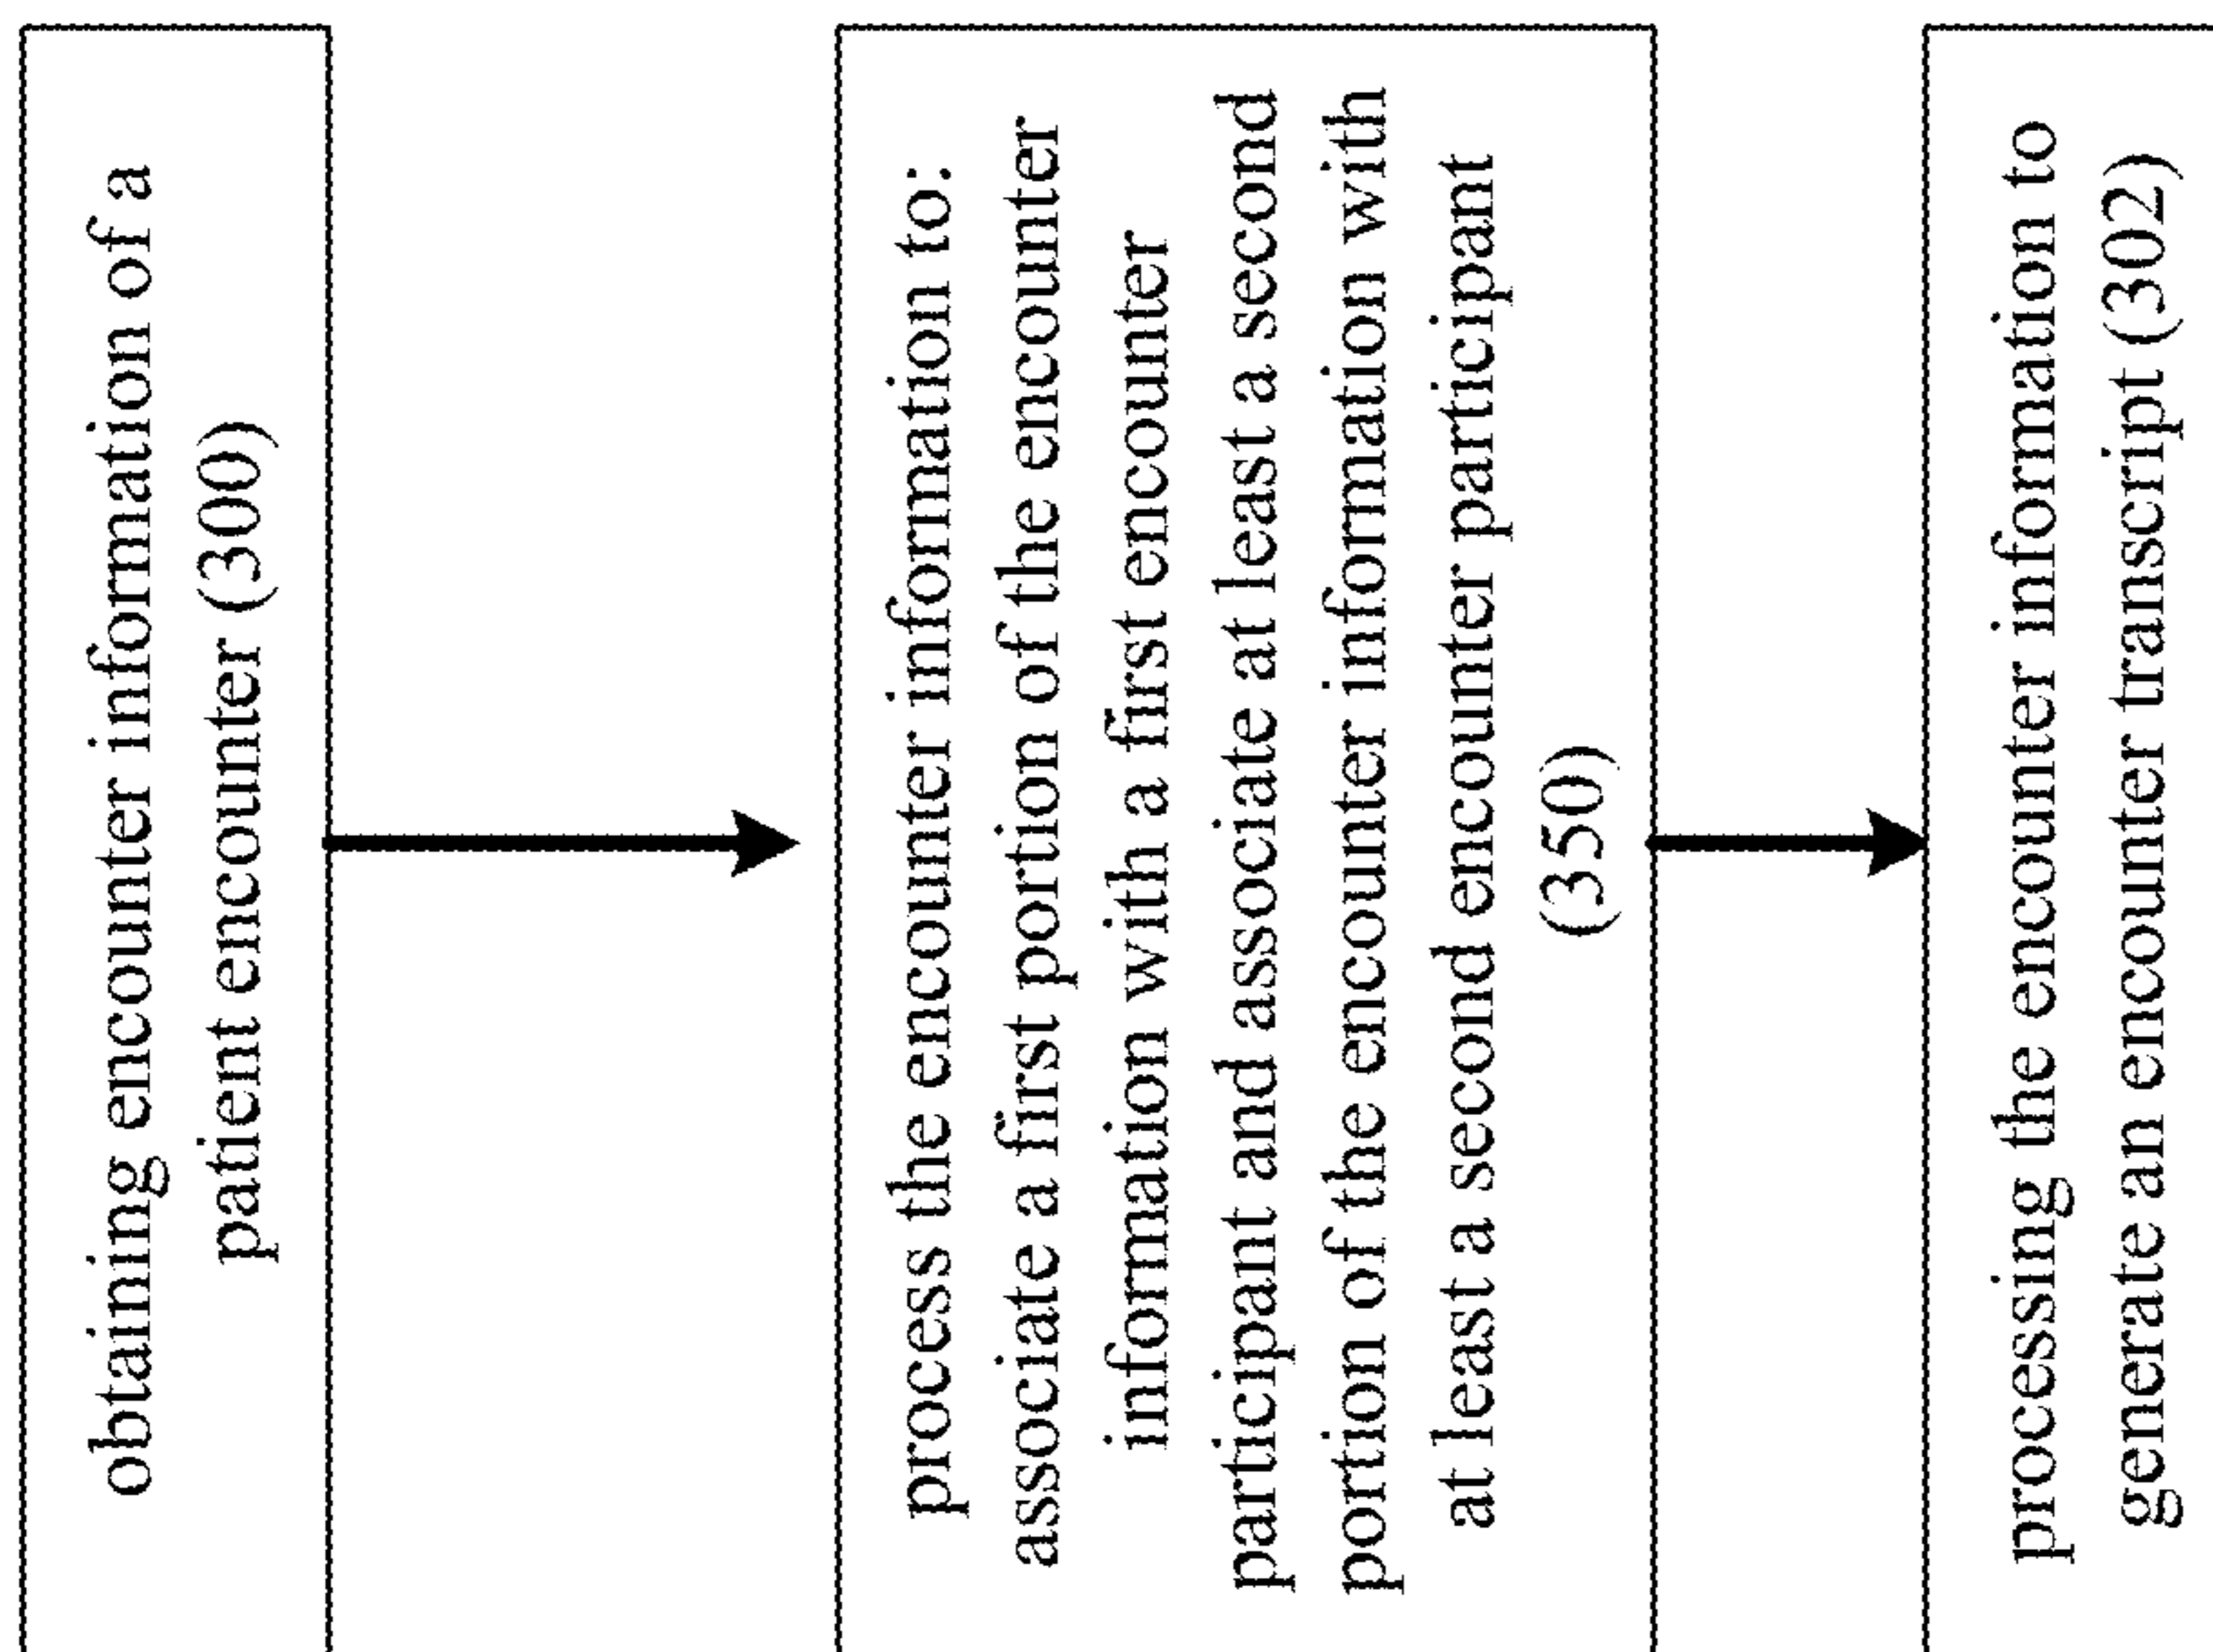 obtaining encounter information of a
patient encounter (300)
process the encounter information to:
associate a first portion of the encounter
information with a first encounter
participant and associate at least a second
portion of the encounter information with
at least a second encounter participant
(350)
processing the encounter information to
generate an encounter transcript (302)